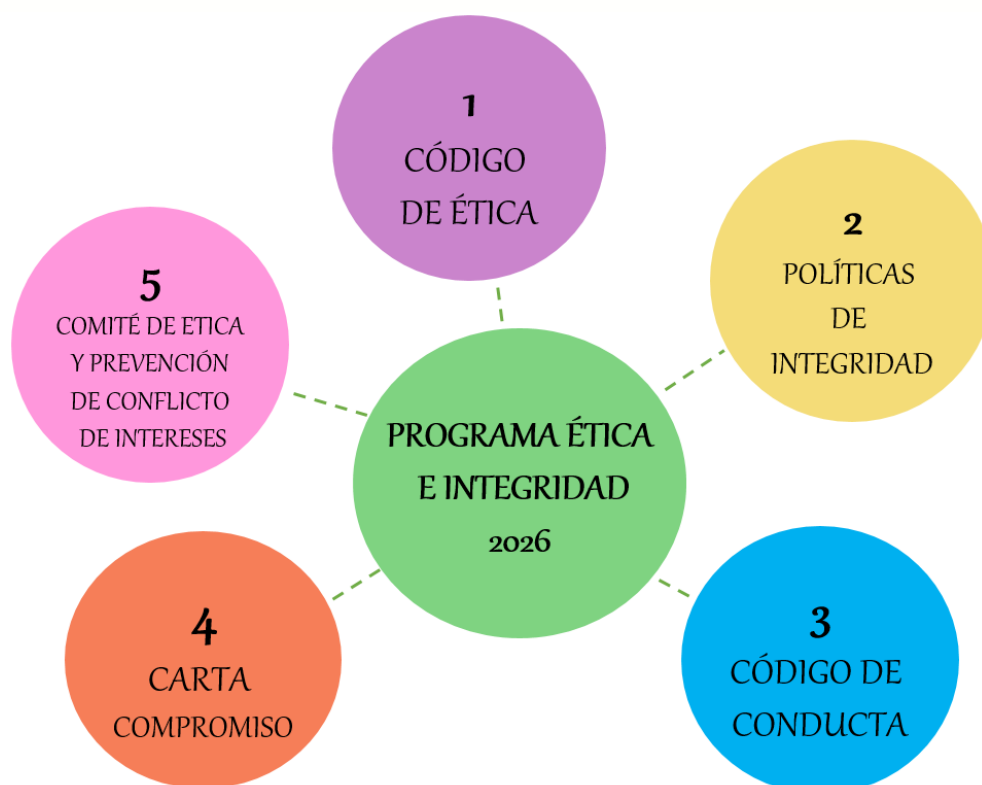 1
CÓDIGO
DE ÉTICA
2
POLÍTICAS
DE
INTEGRIDAD
3
CÓDIGO DE
CONDUCTA
4
CARTA
COMPROMISO
5
COMITÉ DE ETICA
Y PREVENCIÓN
DE CONFLICTO
DE INTERESES
PROGRAMA ÉTICA
E INTEGRIDAD
2026